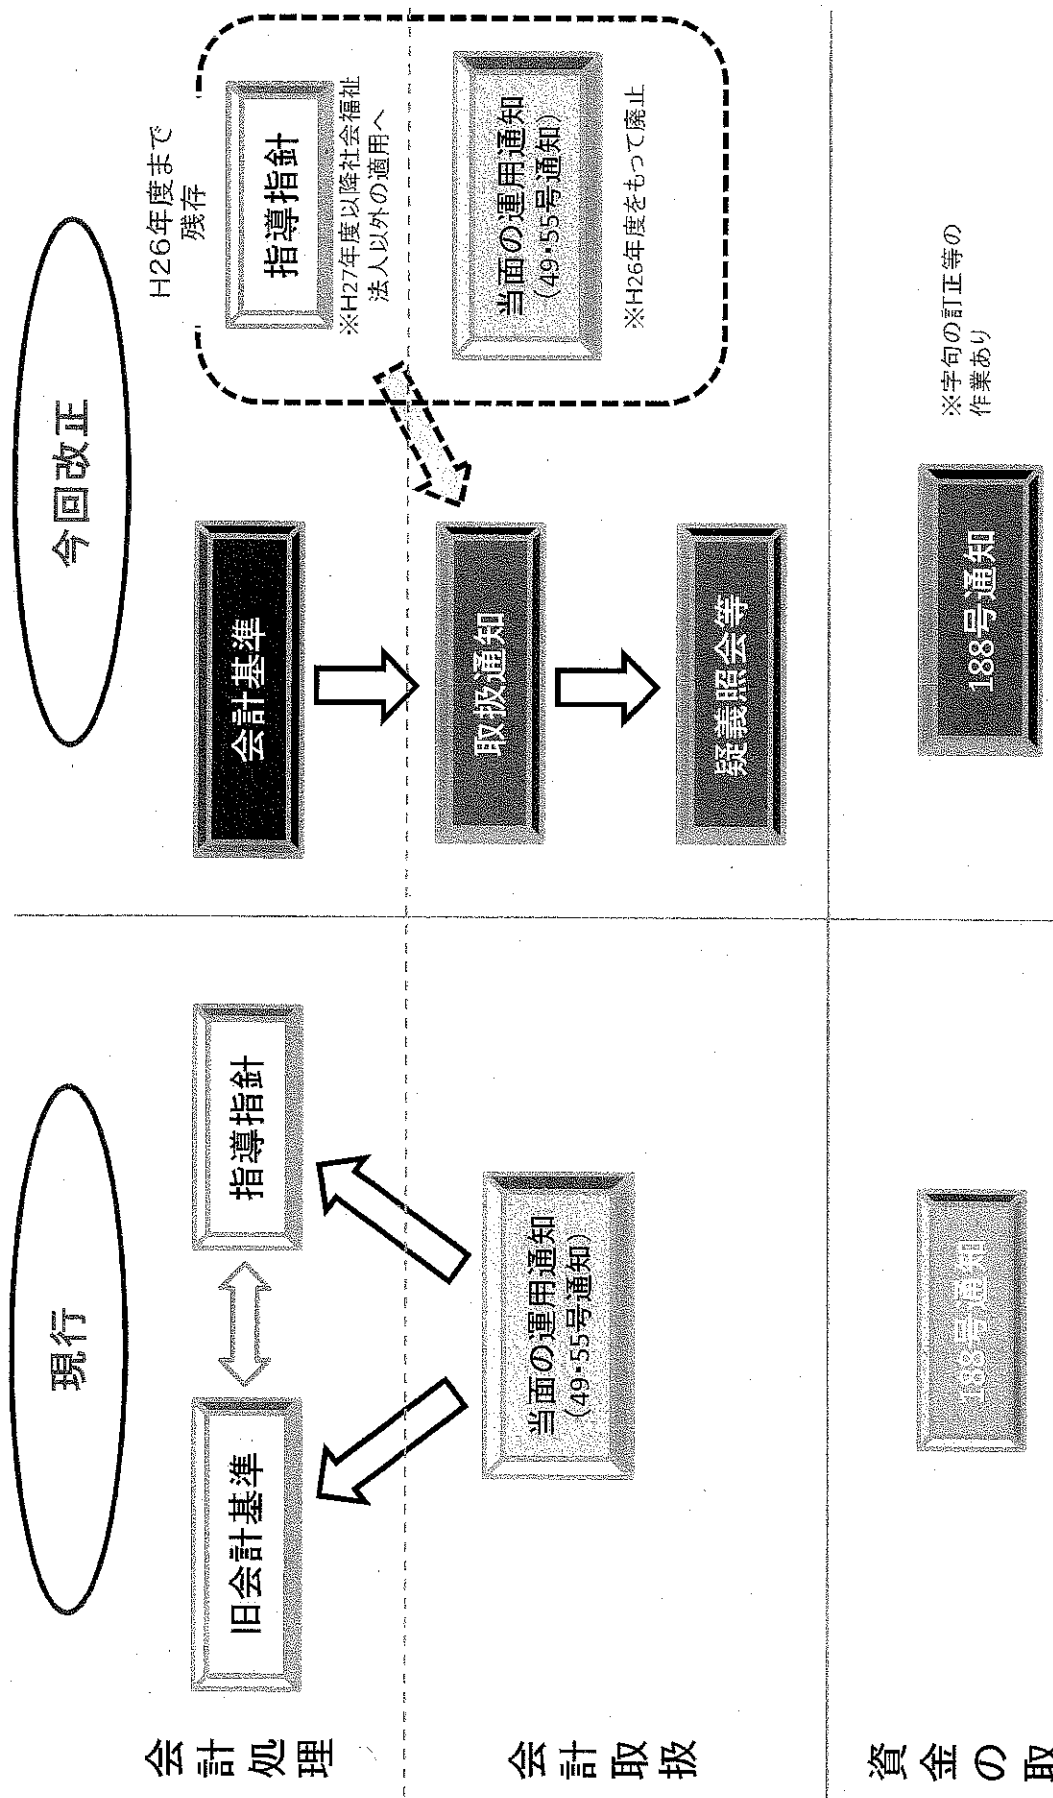 現行
今回改正
会計処理
旧会計基準
指導指針
会計基準
H26年度まで
残存
指導指針
※H27年度以降社会福祉
法人以外の適用へ
会計取扱
当面の運用通知
(49・55号通知)
取扱通知
疑義照会等
当面の運用通知
(49・55号通知)
※H26年度をもって廃止
資金の取
188号通知
188号通知
※字句の訂正等の
作業あり